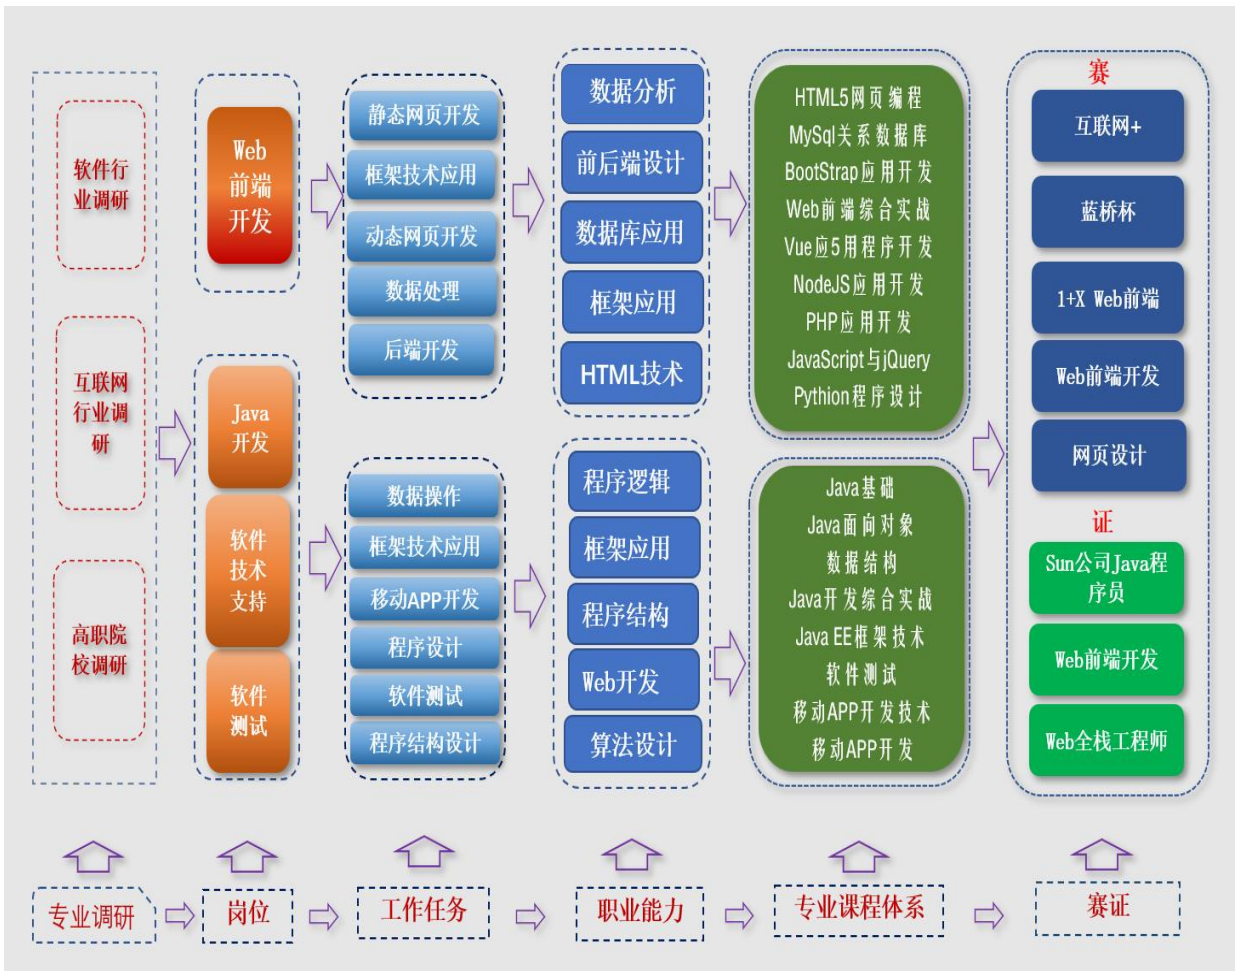 软件行
业调研
互联网
行业调
研
高职院
校调研
Web
前端
开发
Java
开发
软件
技术
支持
软件
测试
静态网页开发
框架技术应用
动态网页开发
数据处理
后端开发
数据操作
框架技术应用
移动APP开发
程序设计
软件测试
程序结构设计
数据分析
前后端设计
数据库应用
框架应用
HTML技术
程序逻辑
框架应用
程序结构
Web开发
算法设计
HTML5网页编程
MySql关系数据库
BootStrap应用开发
Web前端综合实战
Vue应5用程序开发
NodeJS应用开发
PHP应用开发
JavaScript与jQuery
Pythion程序设计
Java基础
Java面向对象
数据结构
Java开发综合实战
Java EE框架技术
软件测试
移动APP开发技术
移动APP开发
赛
互联网+
蓝桥杯
1+X Web前端
Web前端开发
网页设计
证
Sun公司Java程
序员
Web前端开发
Web全栈工程师
专业调研
岗位
工作任务
职业能力
专业课程体系
赛证